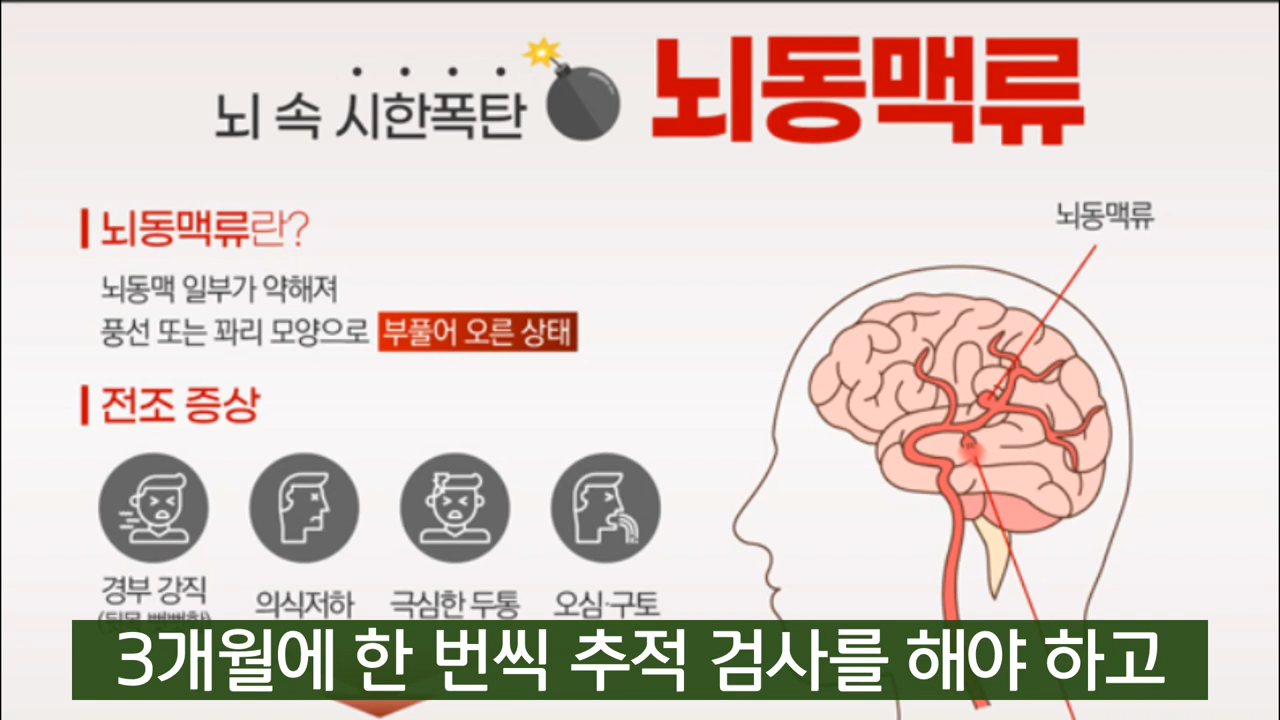 뇌 속 시한폭탄 뇌동맥류
뇌동맥류란?
뇌동맥 일부가 약해져
풍선 또는 꽈리 모양으로 부풀어 오른 상태
전조 증상
경부 강직
의식저하
극심한 두통
오심·구토
뇌동맥류
3개월에 한 번씩 추적 검사를 해야 하고